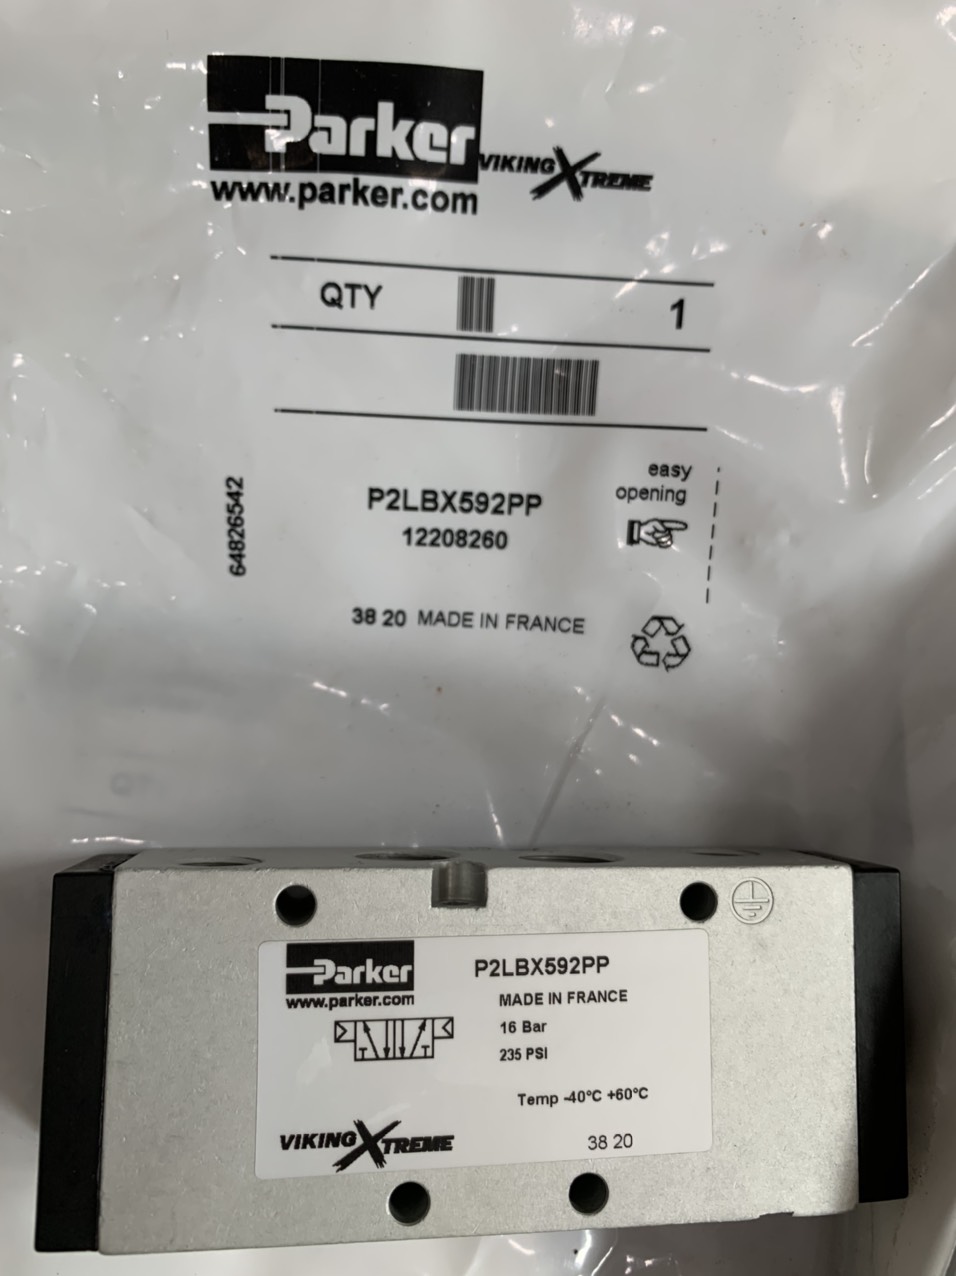 Parker
VIKING XTREME
www.parker.com
QTY 1
easy
opening
P2LBX592PP
12208260
64826542
38 20 MADE IN FRANCE
Parker
www.parker.com
P2LBX592PP
MADE IN FRANCE
16 Bar
235 PSI
Temp -40°C +60°C
VIKING XTREME
38 20